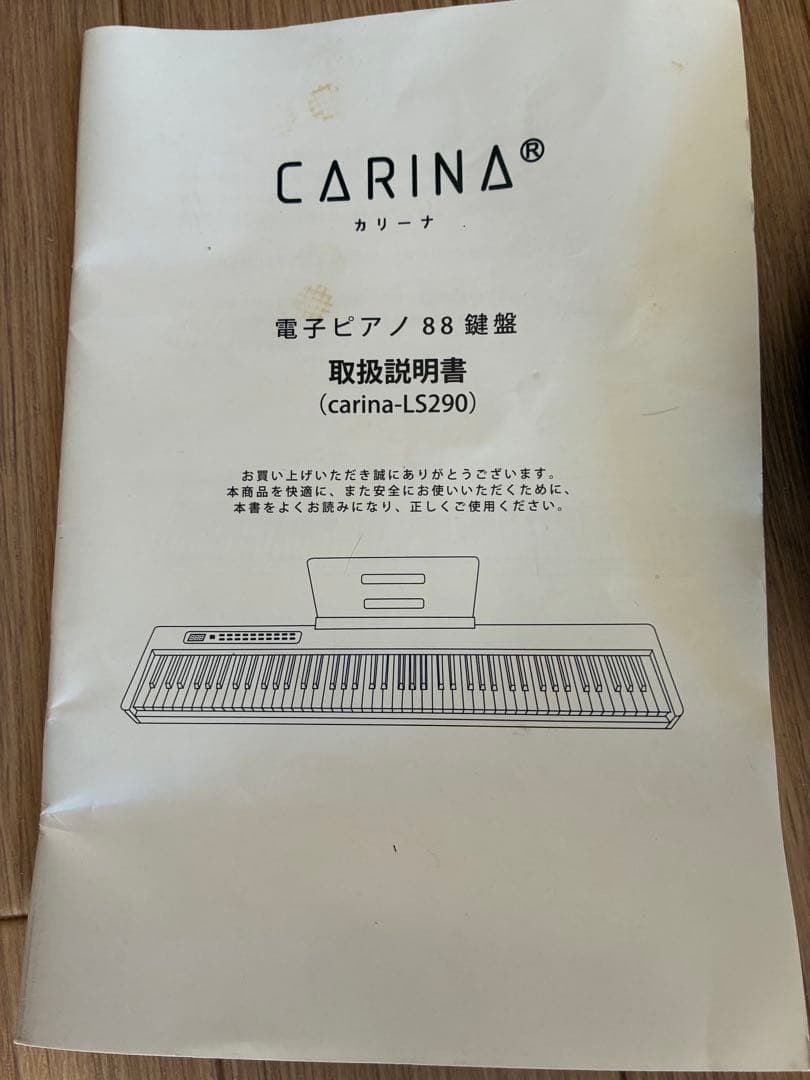 CARINA®
カリーナ
電子ピアノ 88 鍵盤
取扱説明書
（carina-LS290）
お買い上げいただき誠にありがとうございます。
本商品を快適に、また安全にお使いいただくために、
本書をよくお読みになり、正しくご使用ください。